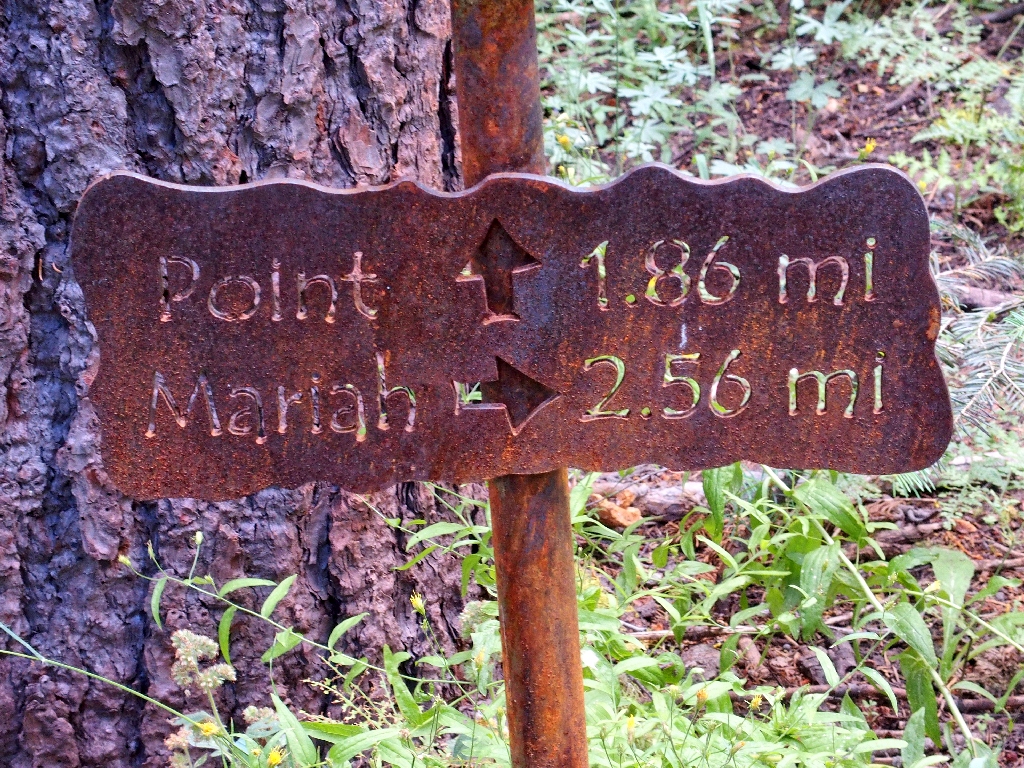 Point ↑ 1.86 mi
Mariah → 2.56 mi